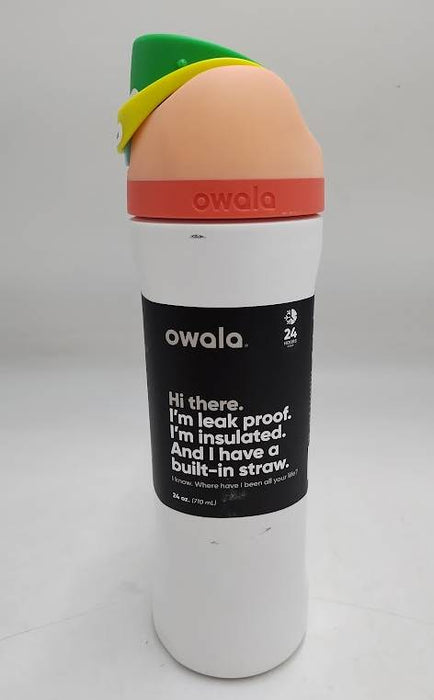 owala
owala
24
HOURS
Hi there.
I'm leak proof.
I'm insulated.
And I have a
built-in straw.
I know. Where have I been all your life?
24 oz. (710 mL)